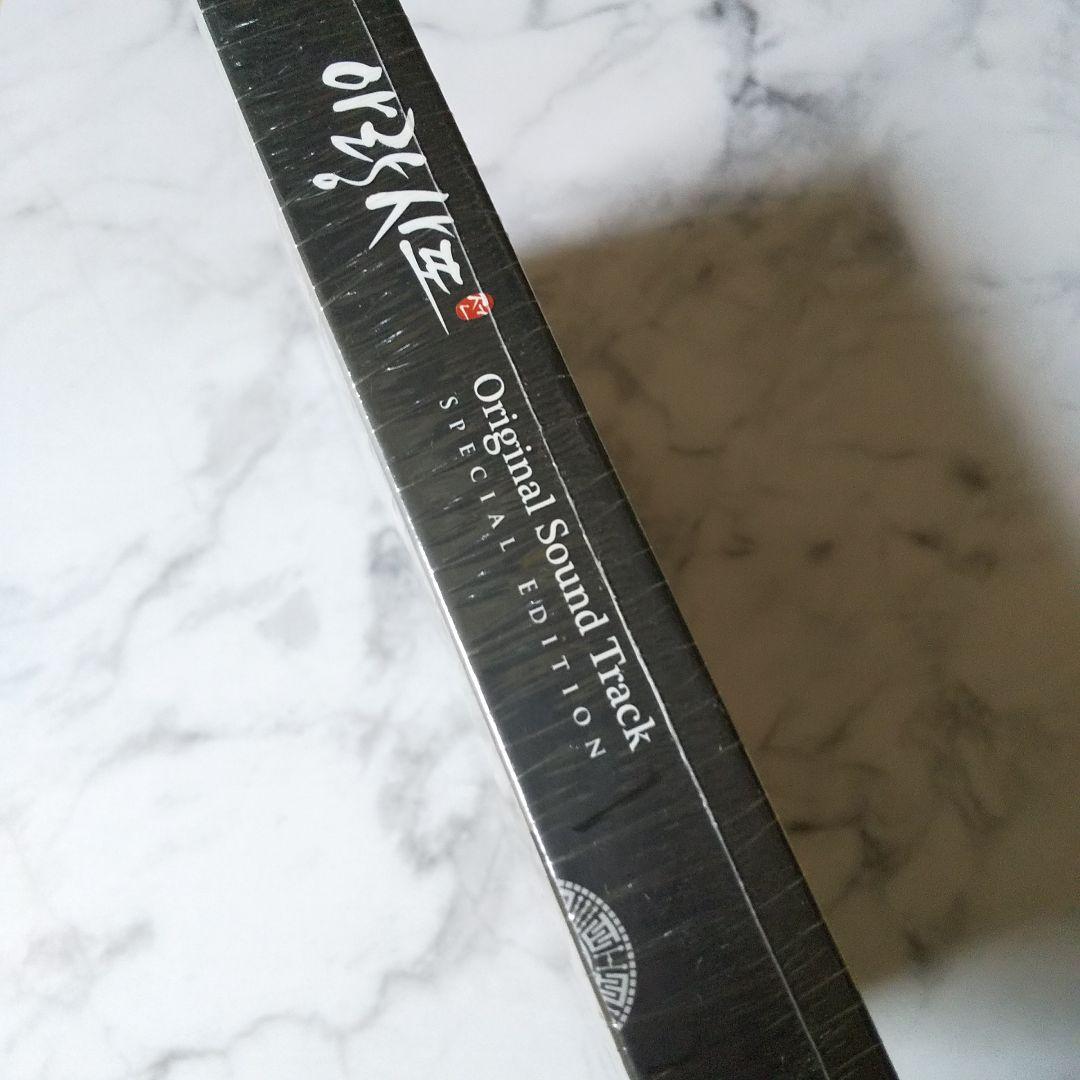 아랑사또전
Original Sound Track
SPECIAL EDITION